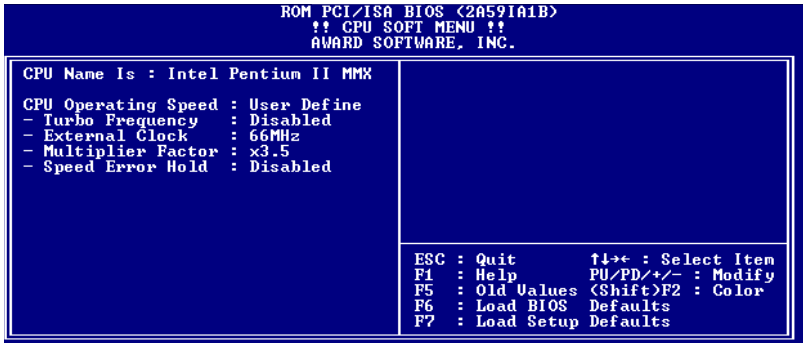 ROM PCI/ISA BIOS (2A59IA1B)
!! CPU SOFT MENU !!
AWARD SOFTWARE, INC.
CPU Name Is : Intel Pentium II MMX
CPU Operating Speed : User Define
- Turbo Frequency : Disabled
- External Clock : 66MHz
- Multiplier Factor : x3.5
- Speed Error Hold : Disabled
ESC : Quit ↑↓→← : Select Item
F1 : Help PU/PD/+/- : Modify
F5 : Old Values (Shift)F2 : Color
F6 : Load BIOS Defaults
F7 : Load Setup Defaults